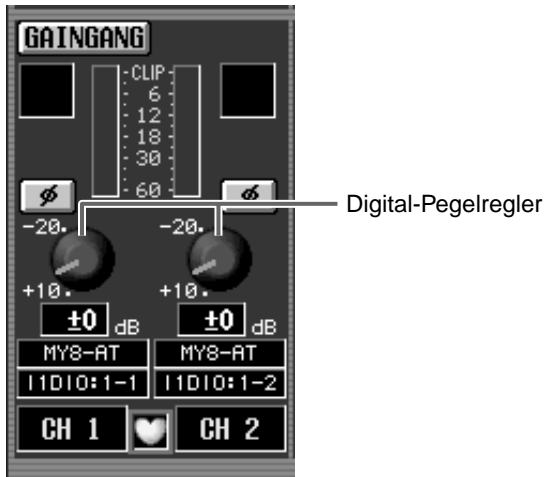 GAINGANG
CLIP
6
12
18
30
60
ø ø
Digital-Pegelregler
-20 -20
+10 +10
±0 dB ±0 dB
MY8-AT MY8-AT
I1DIO:1-1 I1DIO:1-2
CH 1 CH 2